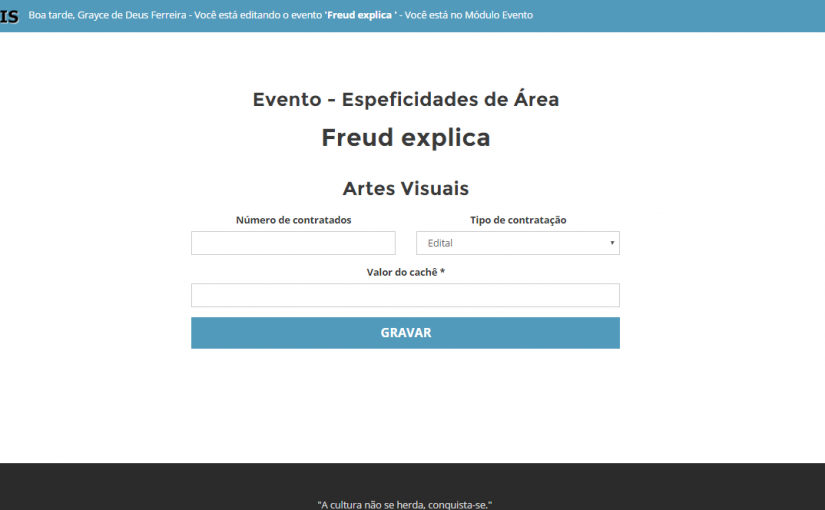 IS Boa tarde, Grayce de Deus Ferreira - Você está editando o evento 'Freud explica ' - Você está no Módulo Evento
Evento - Espeficidades de Área
Freud explica
Artes Visuais
Número de contratados
Tipo de contratação
Edital
Valor do cachê *
GRAVAR
"A cultura não se herda, conquista-se."